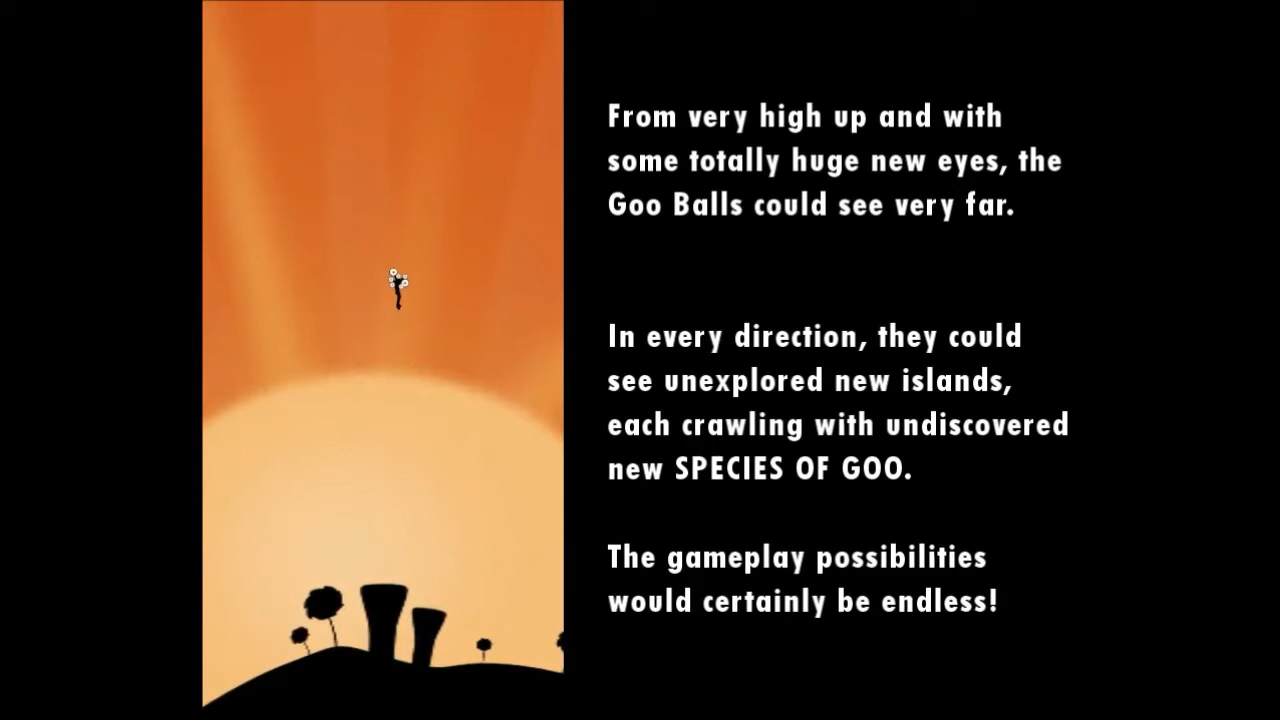 From very high up and with
some totally huge new eyes, the
Goo Balls could see very far.
In every direction, they could
see unexplored new islands,
each crawling with undiscovered
new SPECIES OF GOO.
The gameplay possibilities
would certainly be endless!